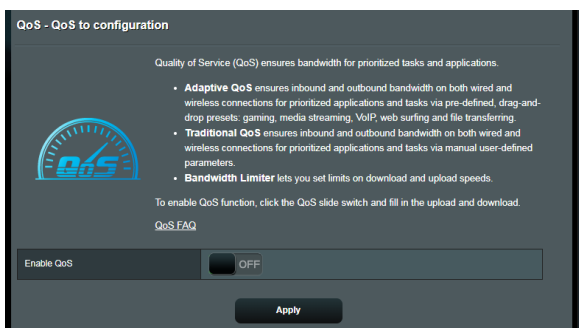 QoS - QoS to configuration
Quality of Service (QoS) ensures bandwidth for prioritized tasks and applications.
• Adaptive QoS ensures inbound and outbound bandwidth on both wired and
wireless connections for prioritized applications and tasks via pre-defined, drag-and-
drop presets: gaming, media streaming, VoIP, web surfing and file transferring.
• Traditional QoS ensures inbound and outbound bandwidth on both wired and
wireless connections for prioritized applications and tasks via manual user-defined
parameters.
• Bandwidth Limiter lets you set limits on download and upload speeds.
QoS
To enable QoS function, click the QoS slide switch and fill in the upload and download.
QoS FAQ
Enable QoS
OFF
Apply